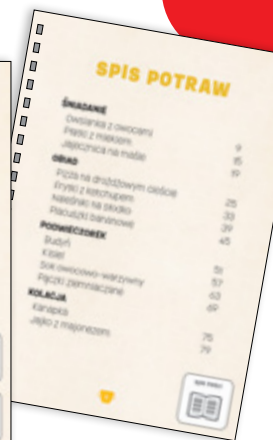 SPIS POTRAW
ŚNIADANIE
Owsianka z owocami 9
Płatki z mlekiem 15
Jajecznica na maśle 19
OBIAD
Pizza na drożdżowym cieście 25
Frytki z ketchupem 33
Naleśniki na słodko 39
Placuszki bananowe 45
PODWIECZOREK
Budyń 51
Kisiel 57
Sok owocowo-warzywny 63
Pączki ziemniaczane 69
KOLACJA
Kanapka 75
Jajko z majonezem 79